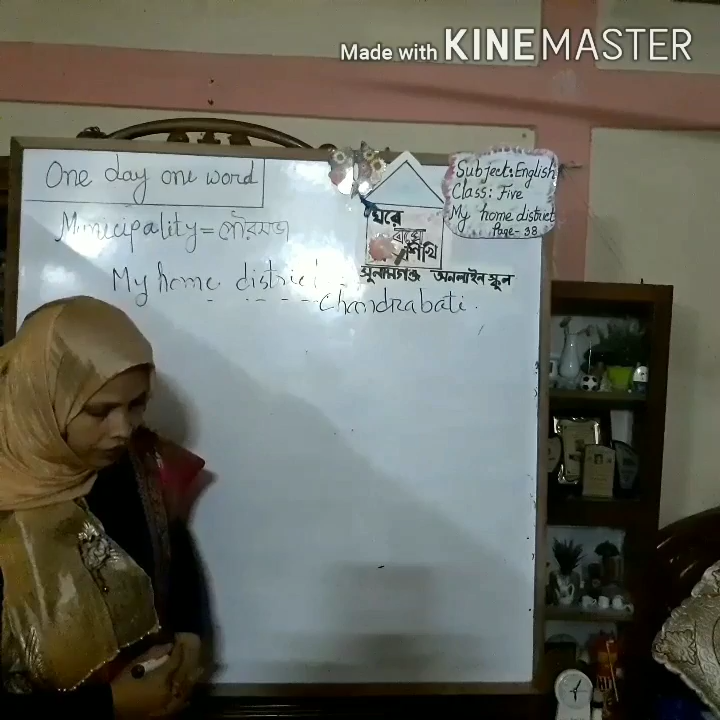 Made with KINEMASTER
One day one word
Municipality = পৌরসভা
ঘরে
বসে
শিখি
সুনামগঞ্জ অনলাইন স্কুল
Subject: English
Class: Five
My home district
Page- 38
My home district
Chandrabati.